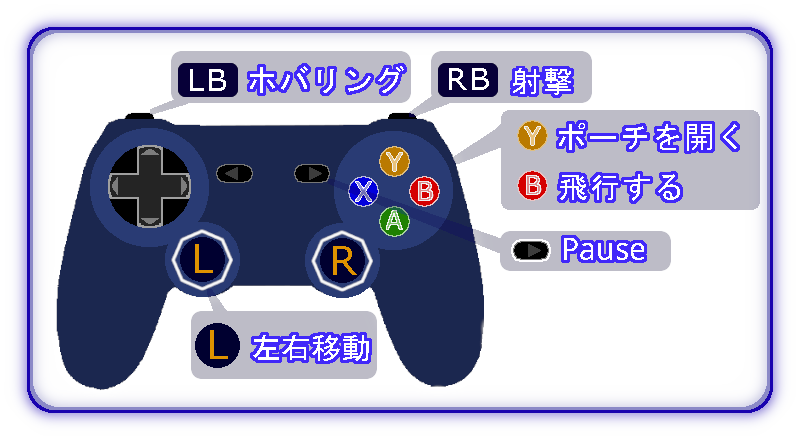 LB ホバリング
RB 射撃
Y ポーチを開く
B 飛行する
Y
X B
A
L R
Pause
L 左右移動